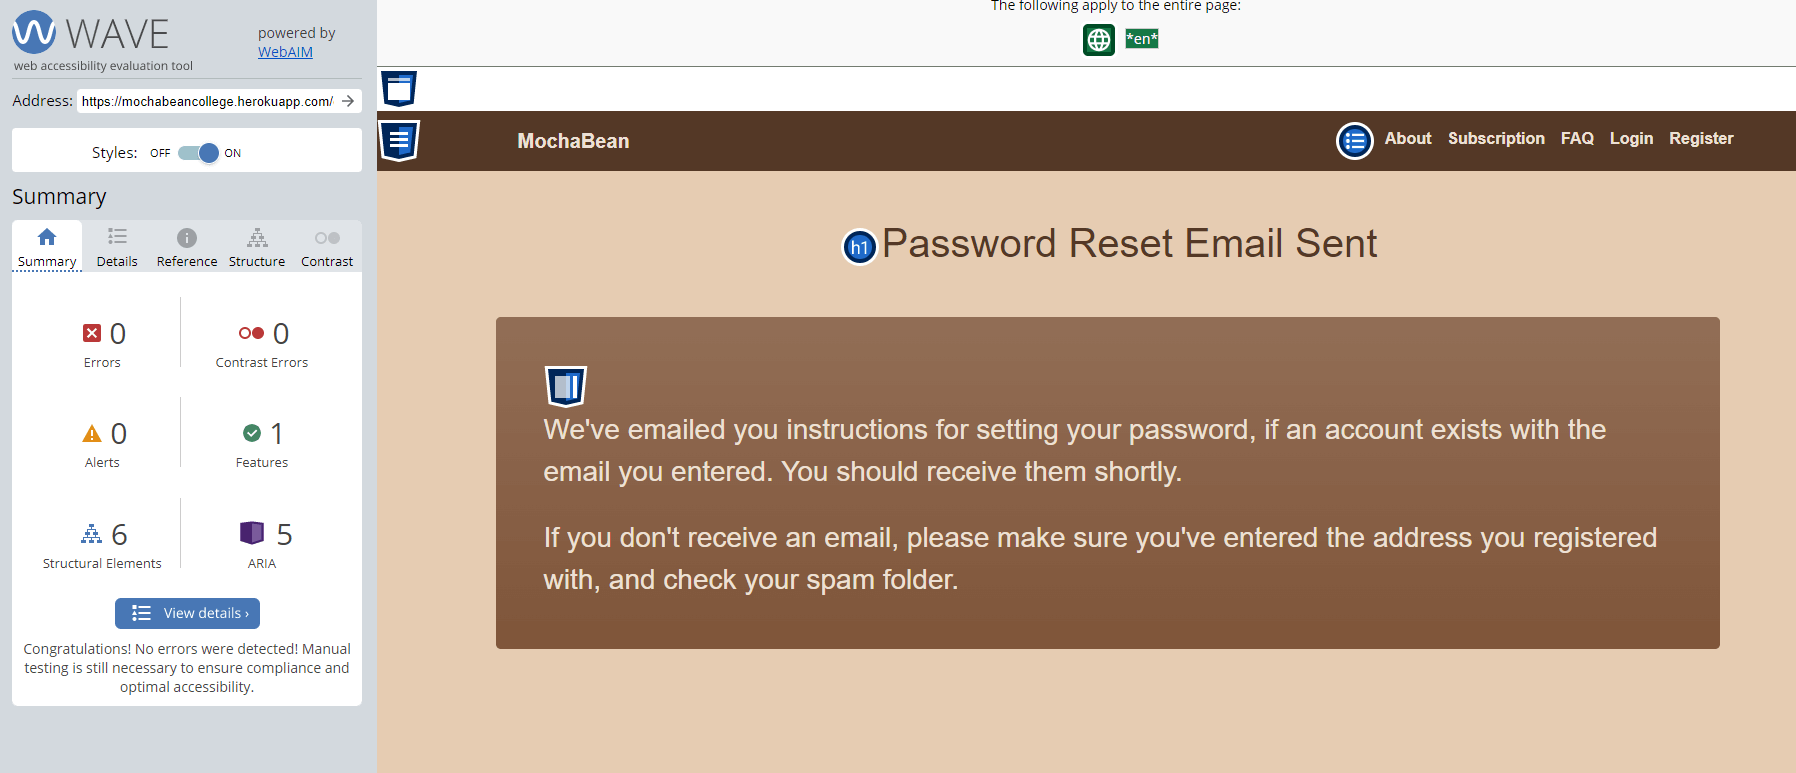 WAVE
powered by
WebAIM
web accessibility evaluation tool
Address: https://mochabeancollege.herokuapp.com/
Styles: OFF ON
Summary
Summary Details Reference Structure Contrast
0 0
Errors Contrast Errors
0 1
Alerts Features
6 5
Structural Elements ARIA
View details ›
Congratulations! No errors were detected! Manual
testing is still necessary to ensure compliance and
optimal accessibility.
The following apply to the entire page:
*en*
MochaBean About Subscription FAQ Login Register
h1 Password Reset Email Sent
We've emailed you instructions for setting your password, if an account exists with the
email you entered. You should receive them shortly.
If you don't receive an email, please make sure you've entered the address you registered
with, and check your spam folder.